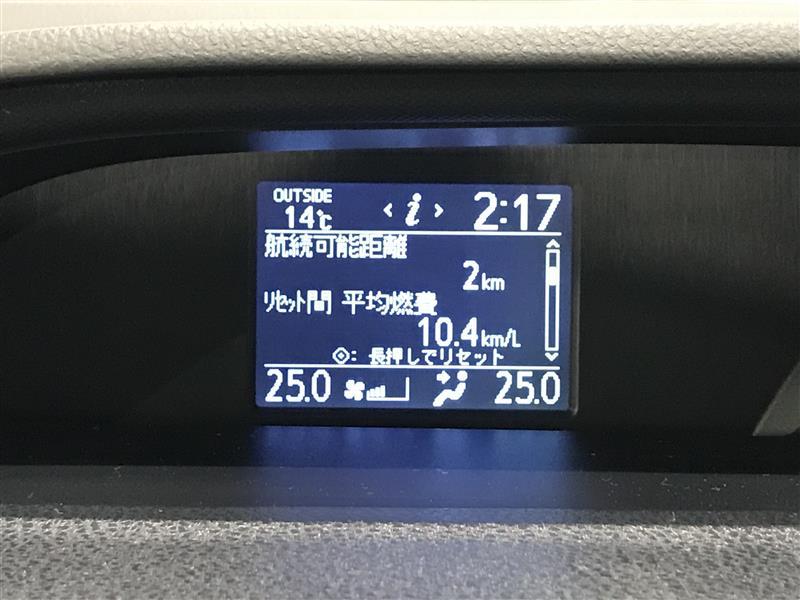 OUTSIDE
14℃
< i >
2:17
航続可能距離
2km
リセット間 平均燃費
10.4km/L
◎: 長押しでリセット
25.0
25.0